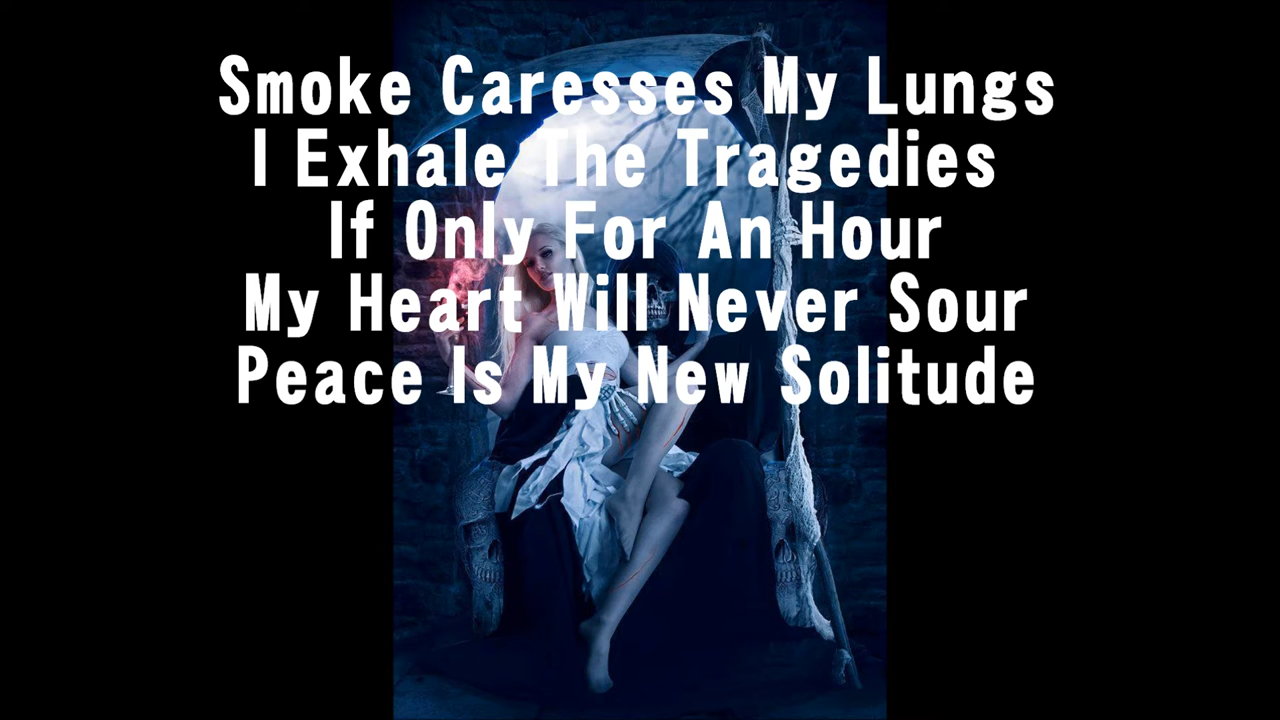 Smoke Caresses My Lungs
I Exhale The Tragedies
If Only For An Hour
My Heart Will Never Sour
Peace Is My New Solitude